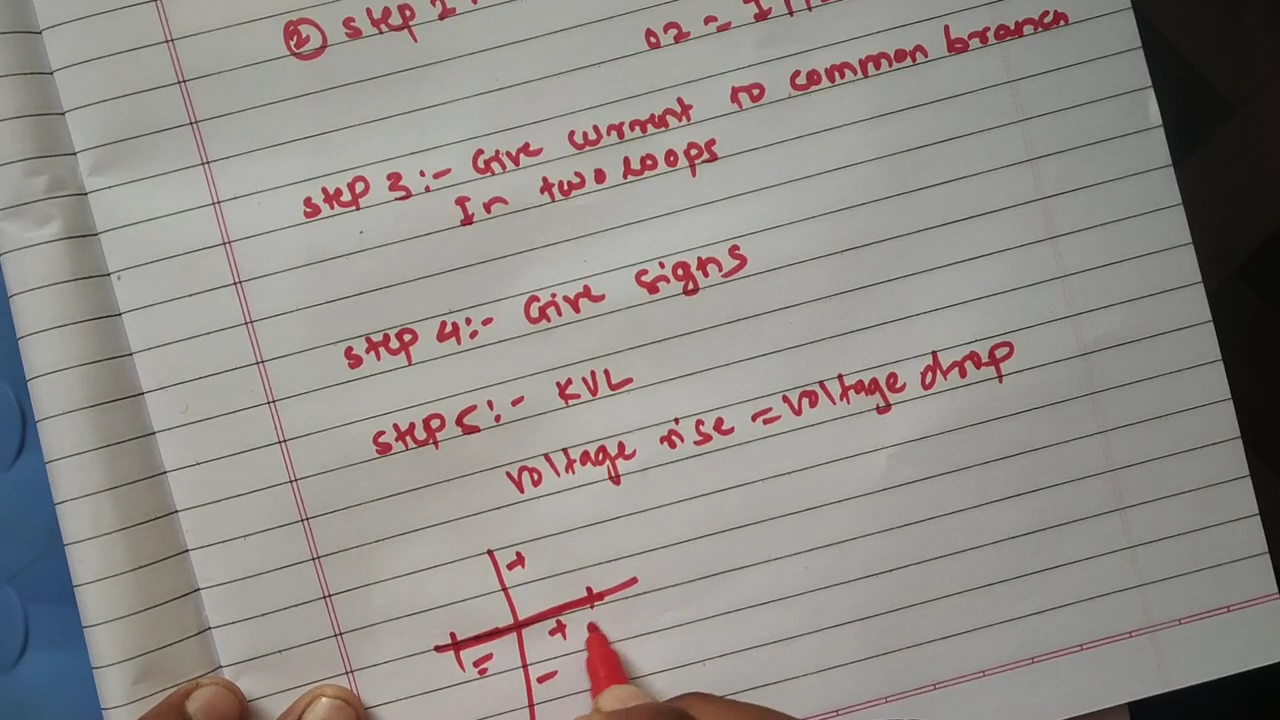 ② step 2
02 =
step 3:- Give current to common branch
In two Loops
step 4:- Give signs
step 5:- KVL
voltage rise = voltage drop
+
+
- -